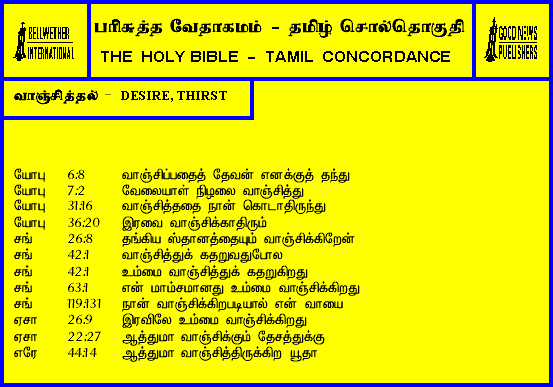 BELLWETHER
INTERNATIONAL
பரிசுத்த வேதாகமம் - தமிழ் சொல்தொகுதி
THE HOLY BIBLE - TAMIL CONCORDANCE
GOOD NEWS
PUBLISHERS
வாஞ்சித்தல் - DESIRE, THIRST
யோபு 6:8 வாஞ்சிப்பதைத் தேவன் எனக்குத் தந்து
யோபு 7:2 வேலையாள் நிழலை வாஞ்சித்து
யோபு 31:16 வாஞ்சித்ததை நான் கொடாதிருந்து
யோபு 36:20 இரவை வாஞ்சிக்காதிரும்
சங் 26:8 தங்கிய ஸ்தானத்தையும் வாஞ்சிக்கிறேன்
சங் 42:1 வாஞ்சித்துக் கதறுவதுபோல
சங் 42:1 உம்மை வாஞ்சித்துக் கதறுகிறது
சங் 63:1 என் மாம்சமானது உம்மை வாஞ்சிக்கிறது
சங் 119:131 நான் வாஞ்சிக்கிறபடியால் என் வாயை
ஏசா 26:9 இரவிலே உம்மை வாஞ்சிக்கிறது
ஏசா 22:27 ஆத்துமா வாஞ்சிக்கும் தேசத்துக்கு
எரே 44:14 ஆத்துமா வாஞ்சித்திருக்கிற யூதா